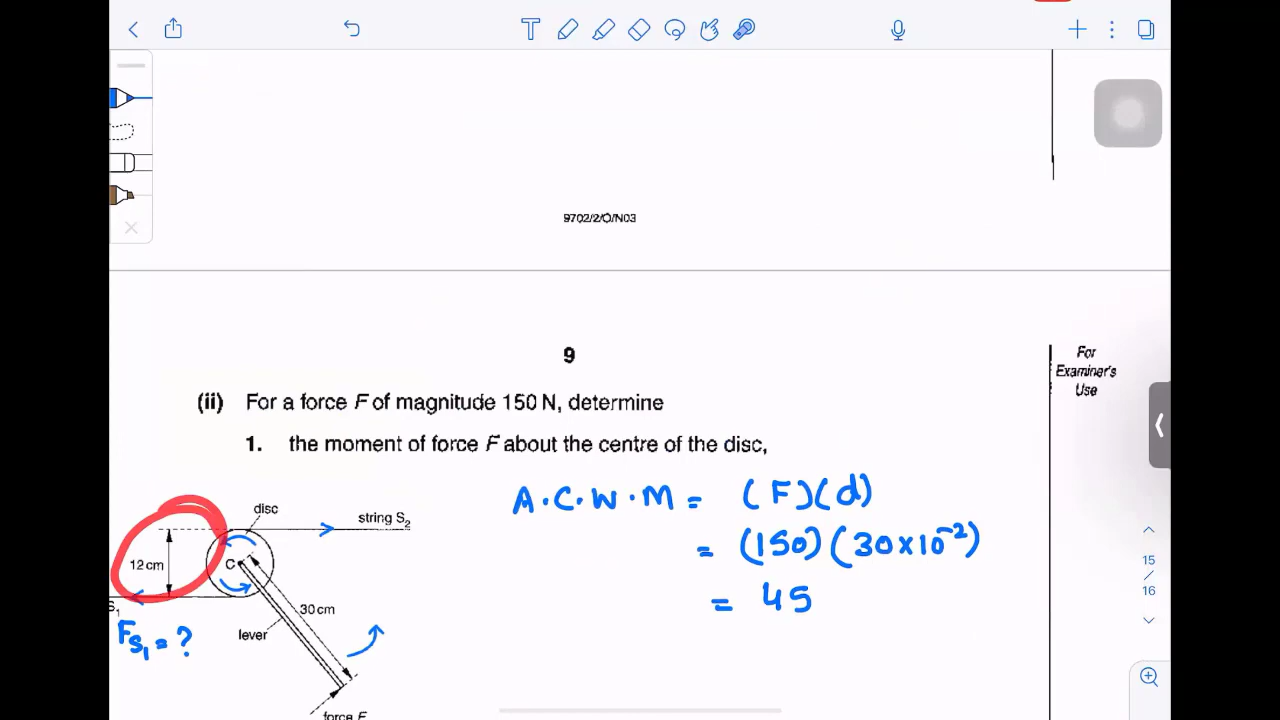 T
9702/2/O/N03
9
For
Examiner's
Use
(ii) For a force F of magnitude 150 N, determine
1. the moment of force F about the centre of the disc,
A.C.W.M = (F)(d)
= (150)(30×10⁻²)
= 45
disc
string S₂
12 cm
C
S₁
30 cm
lever
F_S₁ = ?
force F
15
/
16